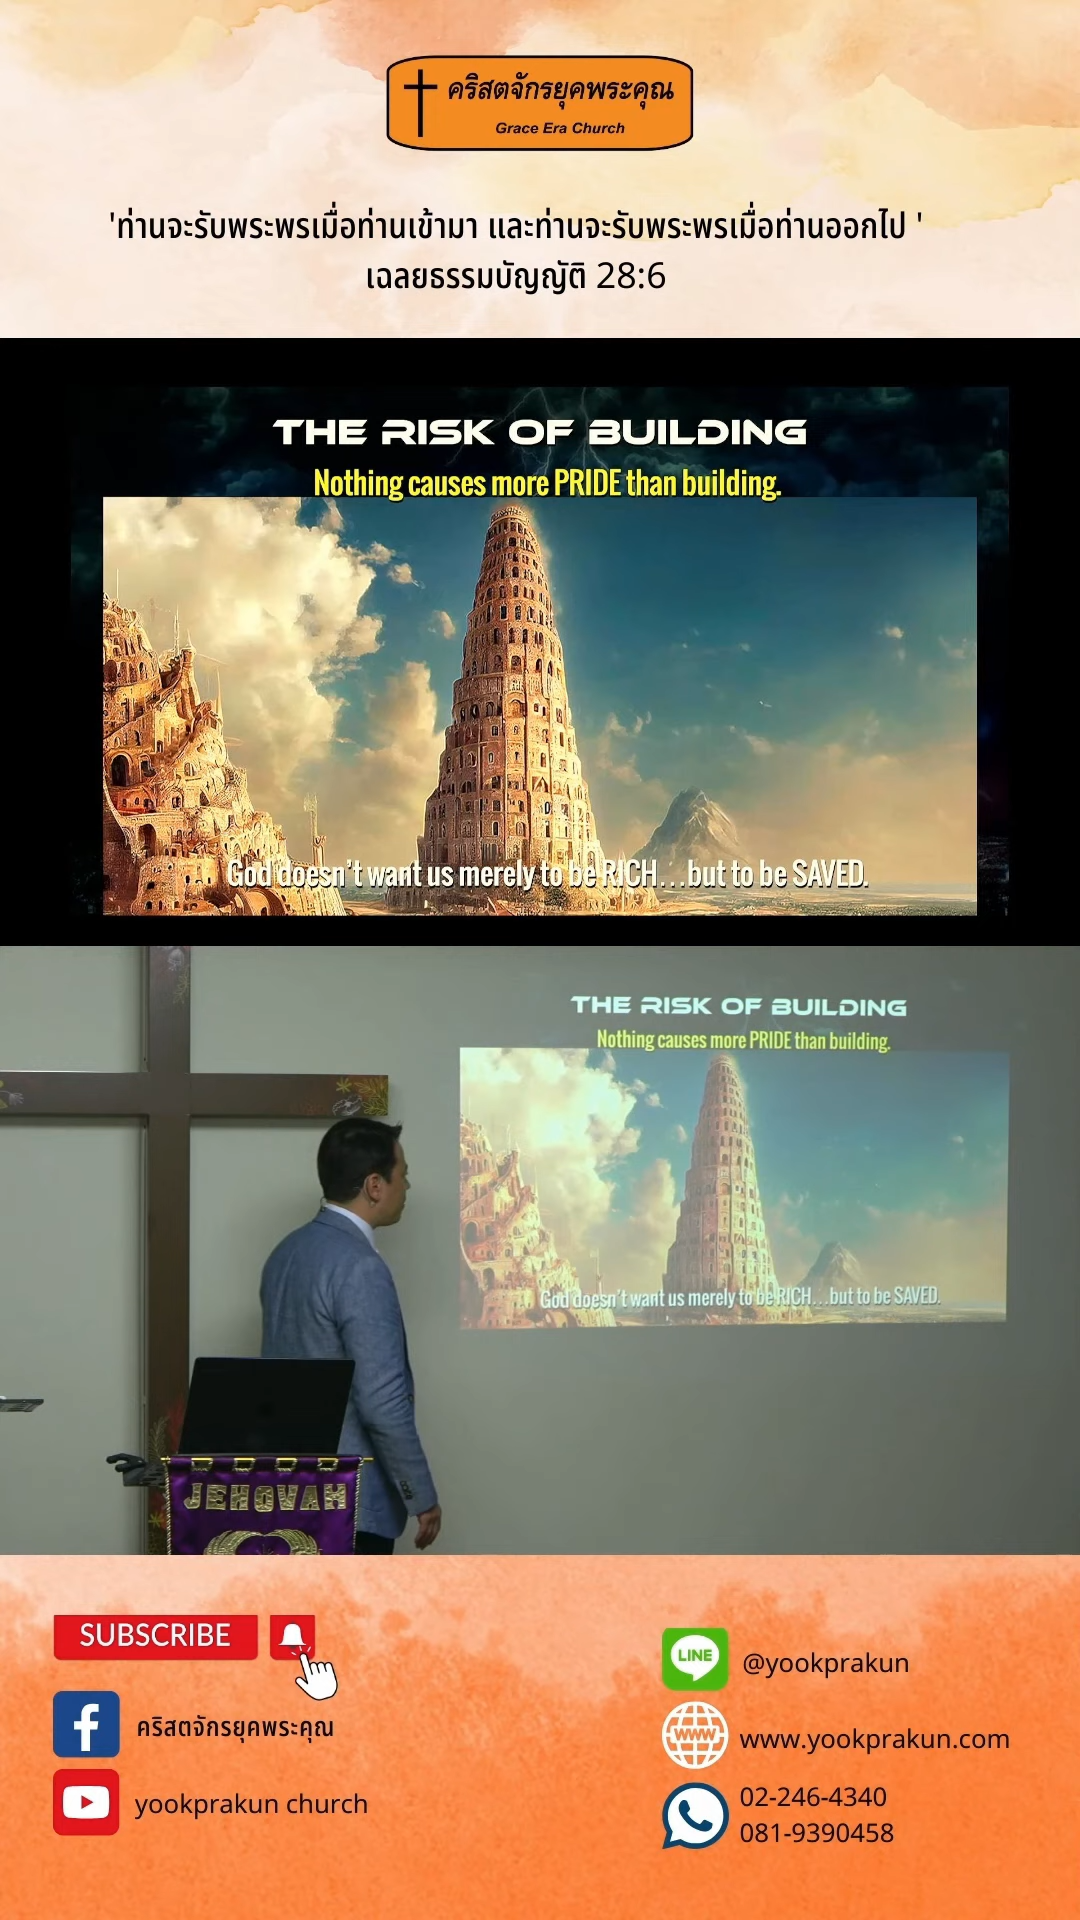 คริสตจักรยุคพระคุณ
Grace Era Church
'ท่านจะรับพระพรเมื่อท่านเข้ามา และท่านจะรับพระพรเมื่อท่านออกไป '
เฉลยธรรมบัญญัติ 28:6
THE RISK OF BUILDING
Nothing causes more PRIDE than building.
God doesn't want us merely to be RICH...but to be SAVED.
THE RISK OF BUILDING
Nothing causes more PRIDE than building.
God doesn't want us merely to be RICH...but to be SAVED.
JEHOVAH
SUBSCRIBE
คริสตจักรยุคพระคุณ
yookprakun church
LINE
@yookprakun
WWW
www.yookprakun.com
02-246-4340
081-9390458